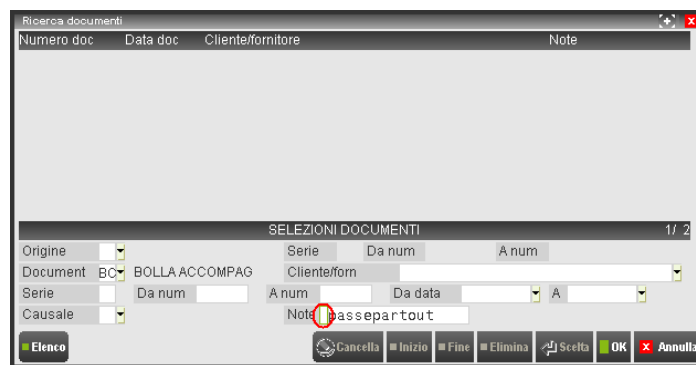 Ricerca documenti
Numero doc Data doc Cliente/fornitore Note
SELEZIONI DOCUMENTI 1/ 2
Origine Serie Da num A num
Document BC BOLLA ACCOMPAG Cliente/forn
Serie Da num A num Da data A
Causale Note passepartout
Elenco Cancella Inizio Fine Elimina Scelta OK Annulla